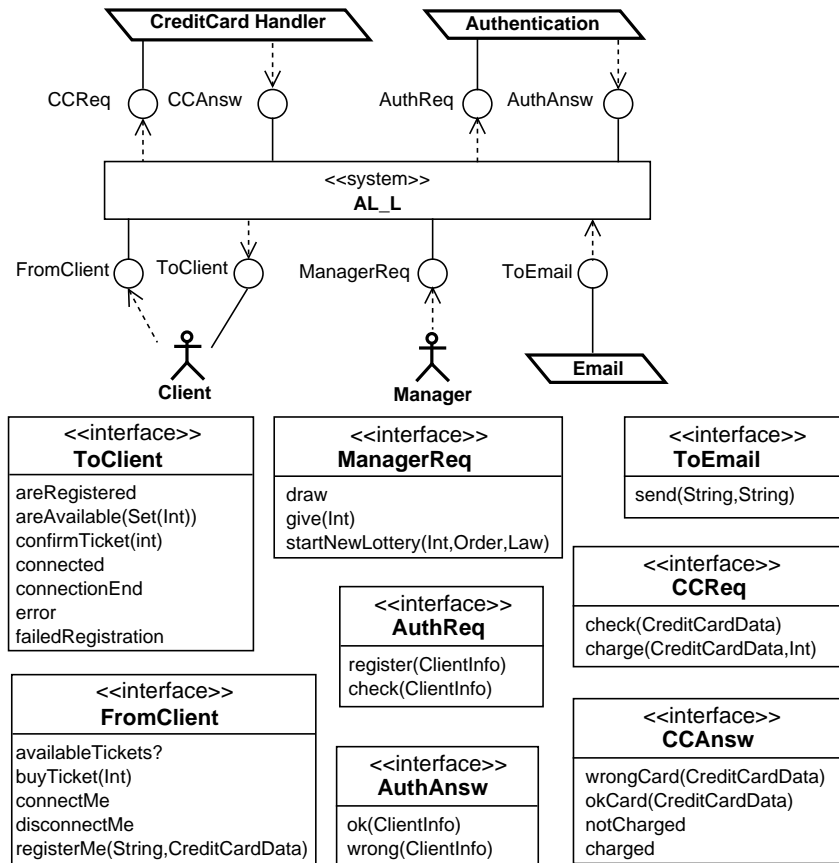 CreditCard Handler
Authentication
CCReq
CCAnsw
AuthReq
AuthAnsw
<<system>>
AL_L
FromClient
ToClient
ManagerReq
ToEmail
Client
Manager
Email
<<interface>>
ToClient
areRegistered
areAvailable(Set(Int))
confirmTicket(int)
connected
connectionEnd
error
failedRegistration
<<interface>>
ManagerReq
draw
give(Int)
startNewLottery(Int,Order,Law)
<<interface>>
ToEmail
send(String,String)
<<interface>>
AuthReq
register(ClientInfo)
check(ClientInfo)
<<interface>>
CCReq
check(CreditCardData)
charge(CreditCardData,Int)
<<interface>>
FromClient
availableTickets?
buyTicket(Int)
connectMe
disconnectMe
registerMe(String,CreditCardData)
<<interface>>
AuthAnsw
ok(ClientInfo)
wrong(ClientInfo)
<<interface>>
CCAnsw
wrongCard(CreditCardData)
okCard(CreditCardData)
notCharged
charged